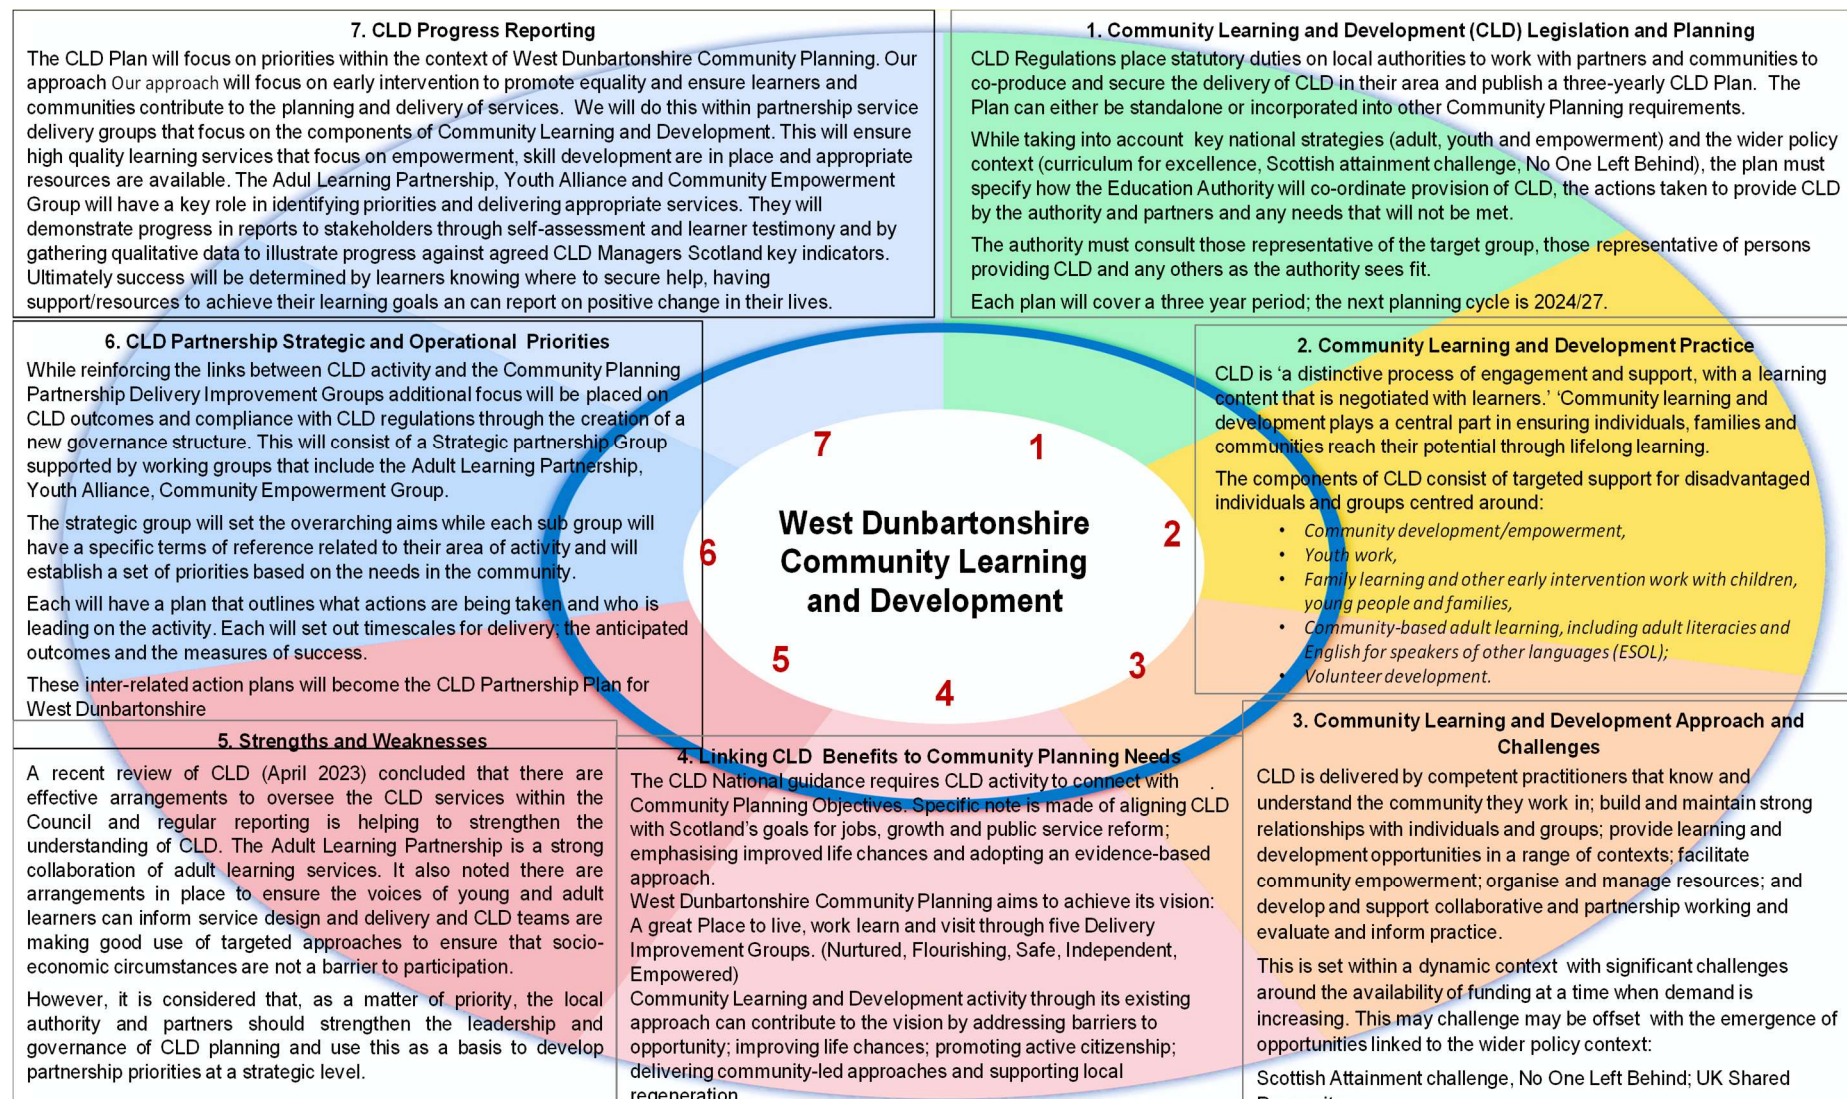 7. CLD Progress Reporting
The CLD Plan will focus on priorities within the context of West Dunbartonshire Community Planning. Our
approach Our approach will focus on early intervention to promote equality and ensure learners and
communities contribute to the planning and delivery of services. We will do this within partnership service
delivery groups that focus on the components of Community Learning and Development. This will ensure
high quality learning services that focus on empowerment, skill development are in place and appropriate
resources are available. The Adul Learning Partnership, Youth Alliance and Community Empowerment
Group will have a key role in identifying priorities and delivering appropriate services. They will
demonstrate progress in reports to stakeholders through self-assessment and learner testimony and by
gathering qualitative data to illustrate progress against agreed CLD Managers Scotland key indicators.
Ultimately success will be determined by learners knowing where to secure help, having
support/resources to achieve their learning goals an can report on positive change in their lives.
1. Community Learning and Development (CLD) Legislation and Planning
CLD Regulations place statutory duties on local authorities to work with partners and communities to
co-produce and secure the delivery of CLD in their area and publish a three-yearly CLD Plan. The
Plan can either be standalone or incorporated into other Community Planning requirements.
While taking into account key national strategies (adult, youth and empowerment) and the wider policy
context (curriculum for excellence, Scottish attainment challenge, No One Left Behind), the plan must
specify how the Education Authority will co-ordinate provision of CLD, the actions taken to provide CLD
by the authority and partners and any needs that will not be met.
The authority must consult those representative of the target group, those representative of persons
providing CLD and any others as the authority sees fit.
Each plan will cover a three year period; the next planning cycle is 2024/27.
6. CLD Partnership Strategic and Operational Priorities
While reinforcing the links between CLD activity and the Community Planning
Partnership Delivery Improvement Groups additional focus will be placed on
CLD outcomes and compliance with CLD regulations through the creation of a
new governance structure. This will consist of a Strategic partnership Group
supported by working groups that include the Adult Learning Partnership,
Youth Alliance, Community Empowerment Group.
The strategic group will set the overarching aims while each sub group will
have a specific terms of reference related to their area of activity and will
establish a set of priorities based on the needs in the community.
Each will have a plan that outlines what actions are being taken and who is
leading on the activity. Each will set out timescales for delivery; the anticipated
outcomes and the measures of success.
These inter-related action plans will become the CLD Partnership Plan for
West Dunbartonshire
7
1
6
2
5
3
4
West Dunbartonshire
Community Learning
and Development
2. Community Learning and Development Practice
CLD is ‘a distinctive process of engagement and support, with a learning
content that is negotiated with learners.’ ‘Community learning and
development plays a central part in ensuring individuals, families and
communities reach their potential through lifelong learning.
The components of CLD consist of targeted support for disadvantaged
individuals and groups centred around:
• Community development/empowerment,
• Youth work,
• Family learning and other early intervention work with children,
young people and families,
• Community-based adult learning, including adult literacies and
English for speakers of other languages (ESOL);
• Volunteer development.
5. Strengths and Weaknesses
A recent review of CLD (April 2023) concluded that there are
effective arrangements to oversee the CLD services within the
Council and regular reporting is helping to strengthen the
understanding of CLD. The Adult Learning Partnership is a strong
collaboration of adult learning services. It also noted there are
arrangements in place to ensure the voices of young and adult
learners can inform service design and delivery and CLD teams are
making good use of targeted approaches to ensure that socio-
economic circumstances are not a barrier to participation.
However, it is considered that, as a matter of priority, the local
authority and partners should strengthen the leadership and
governance of CLD planning and use this as a basis to develop
partnership priorities at a strategic level.
4. Linking CLD Benefits to Community Planning Needs
The CLD National guidance requires CLD activity to connect with .
Community Planning Objectives. Specific note is made of aligning CLD
with Scotland’s goals for jobs, growth and public service reform;
emphasising improved life chances and adopting an evidence-based
approach.
West Dunbartonshire Community Planning aims to achieve its vision:
A great Place to live, work learn and visit through five Delivery
Improvement Groups. (Nurtured, Flourishing, Safe, Independent,
Empowered)
Community Learning and Development activity through its existing
approach can contribute to the vision by addressing barriers to
opportunity; improving life chances; promoting active citizenship;
delivering community-led approaches and supporting local
regeneration
3. Community Learning and Development Approach and
Challenges
CLD is delivered by competent practitioners that know and
understand the community they work in; build and maintain strong
relationships with individuals and groups; provide learning and
development opportunities in a range of contexts; facilitate
community empowerment; organise and manage resources; and
develop and support collaborative and partnership working and
evaluate and inform practice.
This is set within a dynamic context with significant challenges
around the availability of funding at a time when demand is
increasing. This may challenge may be offset with the emergence of
opportunities linked to the wider policy context:
Scottish Attainment challenge, No One Left Behind; UK Shared